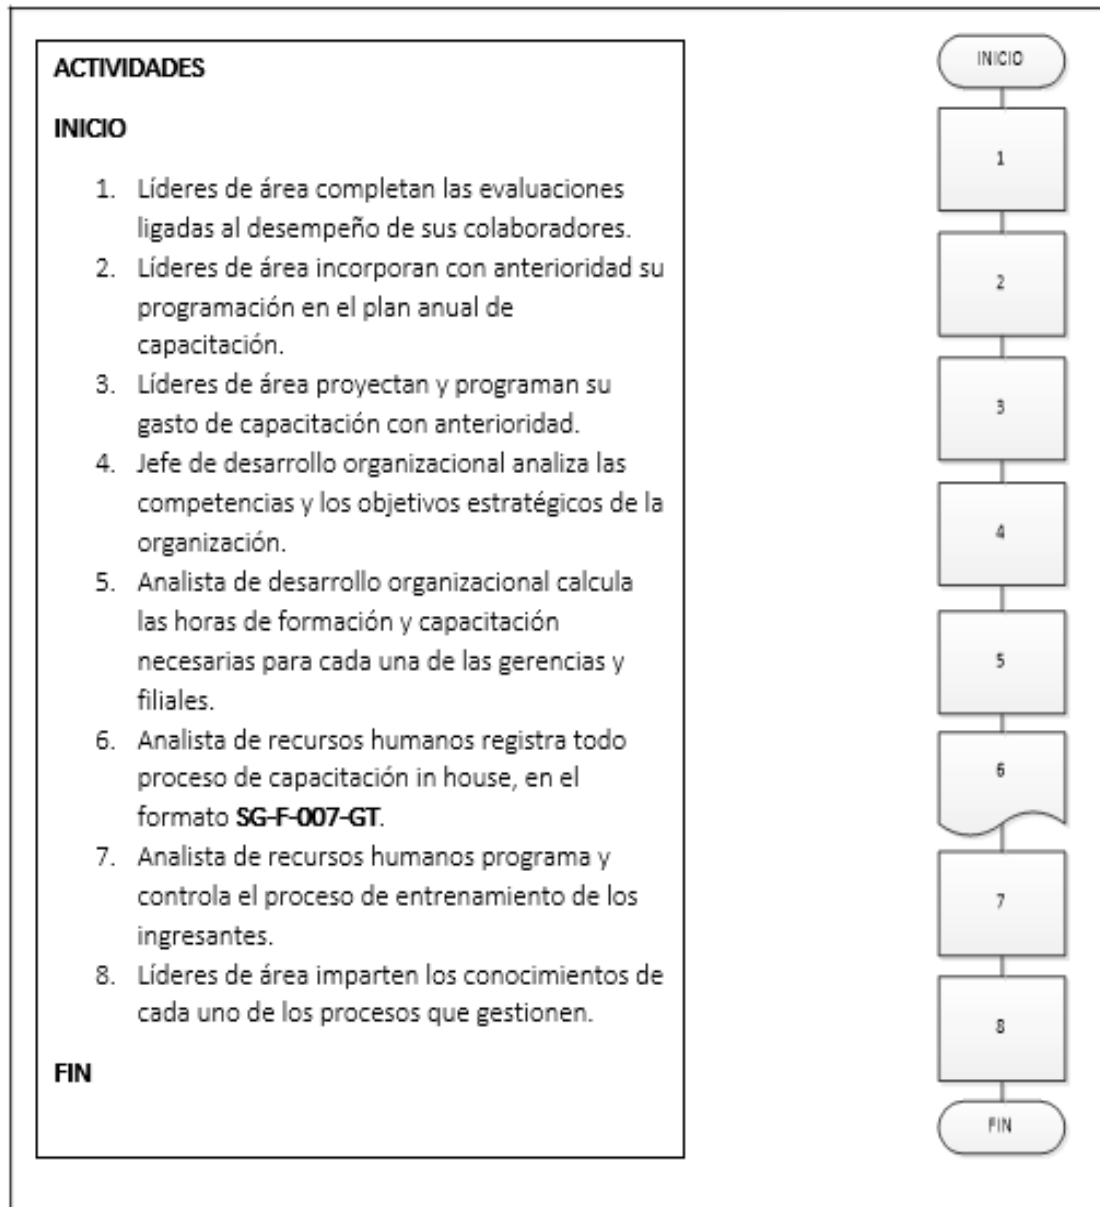 ACTIVIDADES
INICIO
1. Líderes de área completan las evaluaciones
ligadas al desempeño de sus colaboradores.
2. Líderes de área incorporan con anterioridad su
programación en el plan anual de
capacitación.
3. Líderes de área proyectan y programan su
gasto de capacitación con anterioridad.
4. Jefe de desarrollo organizacional analiza las
competencias y los objetivos estratégicos de la
organización.
5. Analista de desarrollo organizacional calcula
las horas de formación y capacitación
necesarias para cada una de las gerencias y
filiales.
6. Analista de recursos humanos registra todo
proceso de capacitación in house, en el
formato SG-F-007-GT.
7. Analista de recursos humanos programa y
controla el proceso de entrenamiento de los
ingresantes.
8. Líderes de área imparten los conocimientos de
cada uno de los procesos que gestionen.
FIN
INICIO
1
2
3
4
5
6
7
8
FIN